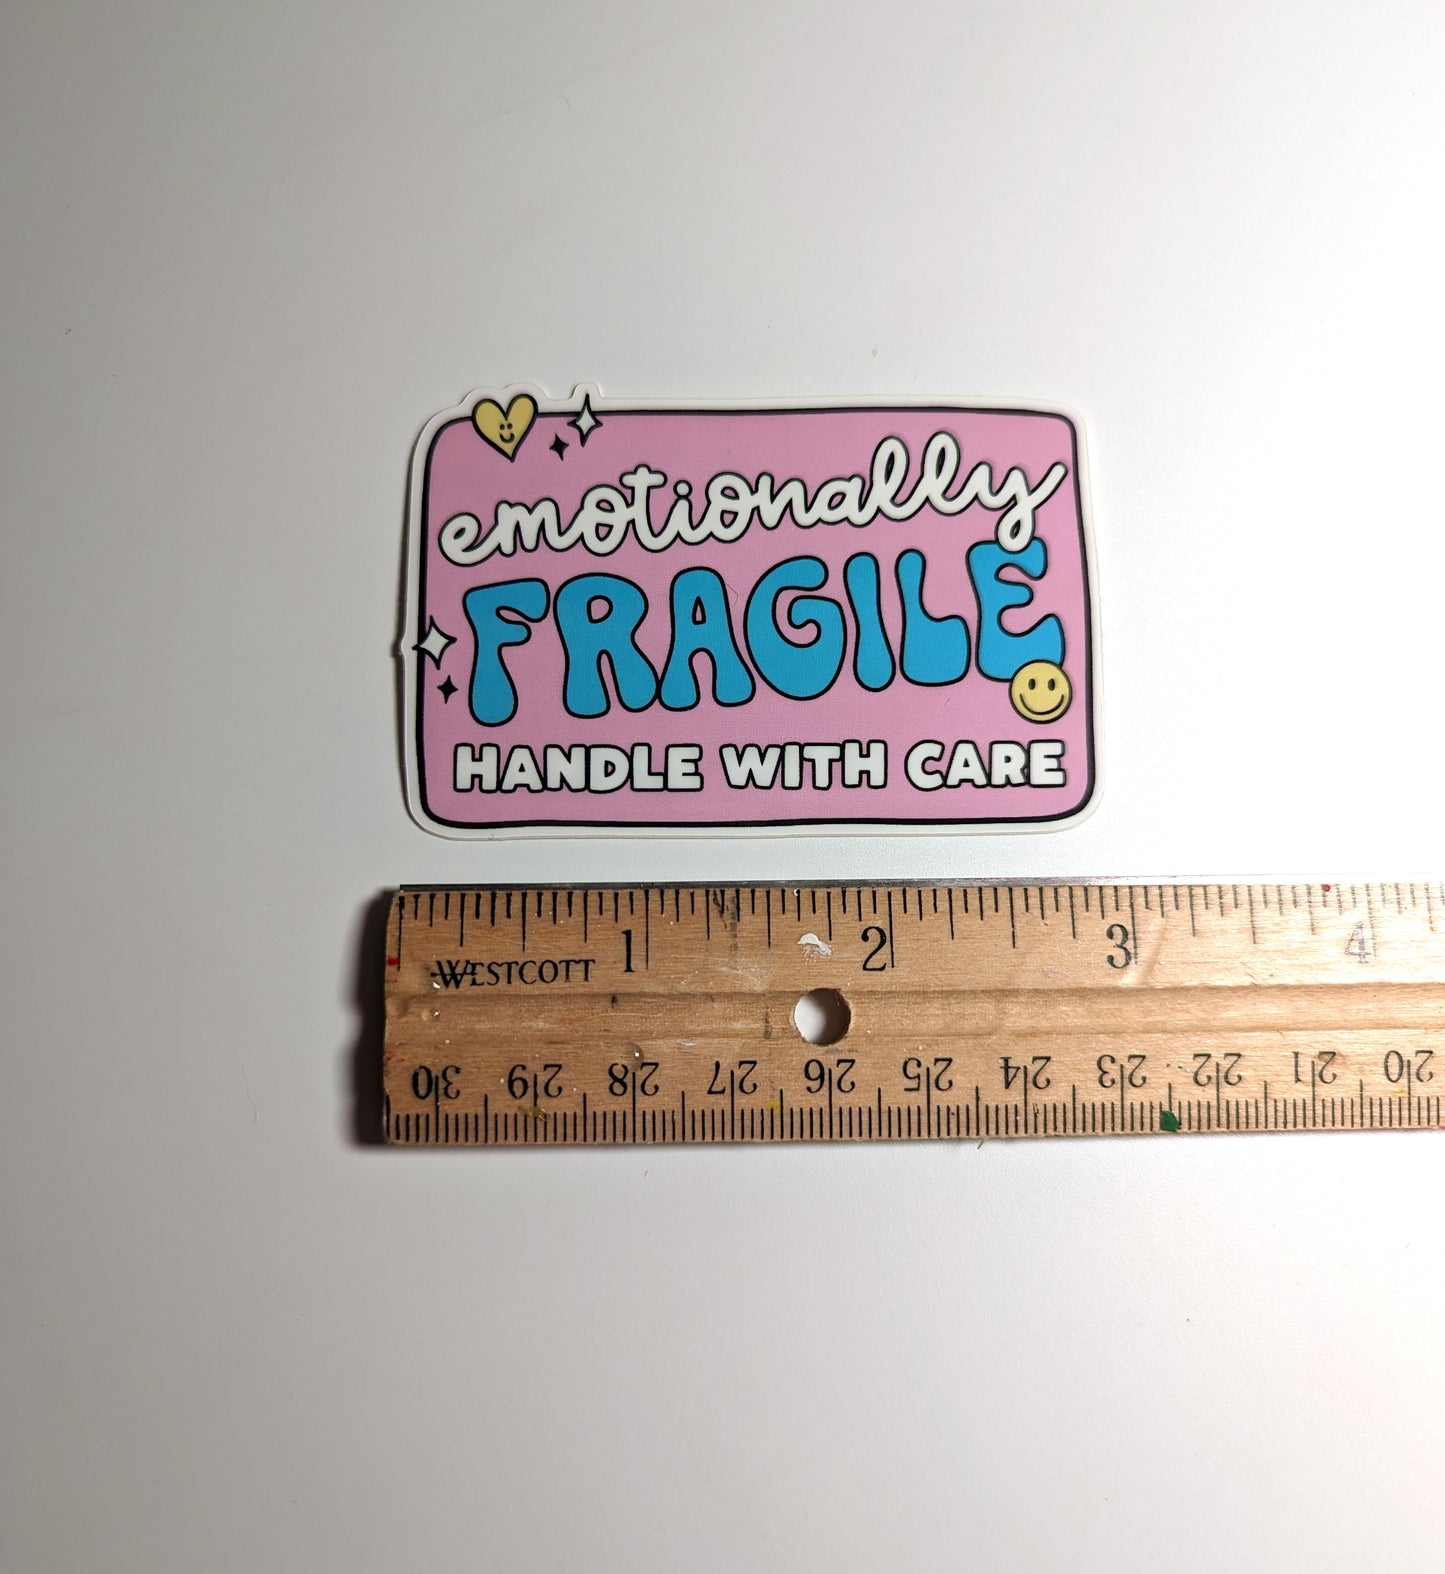 emotionally
FRAGILE
HANDLE WITH CARE
1 2 3 4
WESTCOTT
30 29 28 27 26 25 24 23 22 21 20